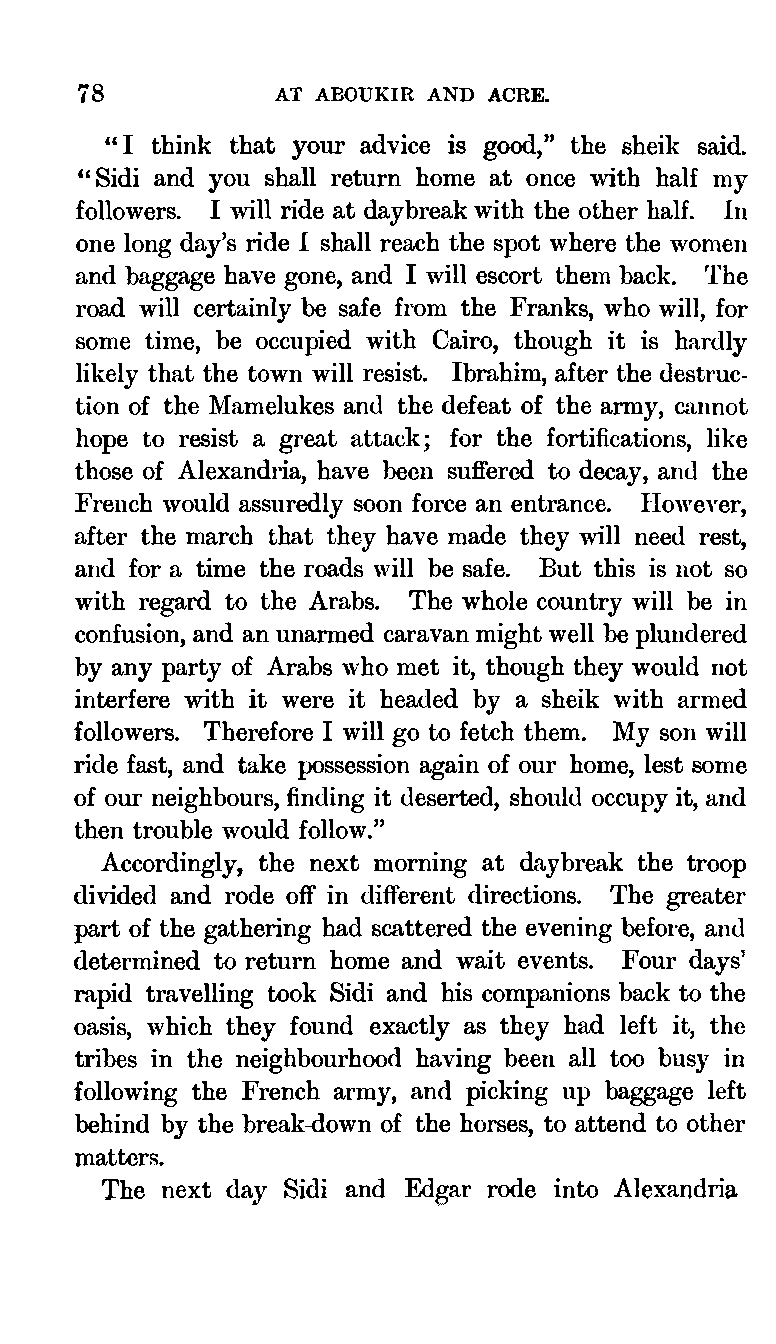 78 AT ABOUKIR AND ACRE.
“I think that your advice is good,” the sheik said.
“Sidi and you shall return home at once with half my
followers. I will ride at daybreak with the other half. In
one long day’s ride I shall reach the spot where the women
and baggage have gone, and I will escort them back. The
road will certainly be safe from the Franks, who will, for
some time, be occupied with Cairo, though it is hardly
likely that the town will resist. Ibrahim, after the destruc-
tion of the Mamelukes and the defeat of the army, cannot
hope to resist a great attack; for the fortifications, like
those of Alexandria, have been suffered to decay, and the
French would assuredly soon force an entrance. However,
after the march that they have made they will need rest,
and for a time the roads will be safe. But this is not so
with regard to the Arabs. The whole country will be in
confusion, and an unarmed caravan might well be plundered
by any party of Arabs who met it, though they would not
interfere with it were it headed by a sheik with armed
followers. Therefore I will go to fetch them. My son will
ride fast, and take possession again of our home, lest some
of our neighbours, finding it deserted, should occupy it, and
then trouble would follow.”
Accordingly, the next morning at daybreak the troop
divided and rode off in different directions. The greater
part of the gathering had scattered the evening before, and
determined to return home and wait events. Four days’
rapid travelling took Sidi and his companions back to the
oasis, which they found exactly as they had left it, the
tribes in the neighbourhood having been all too busy in
following the French army, and picking up baggage left
behind by the break-down of the horses, to attend to other
matters.
The next day Sidi and Edgar rode into Alexandria